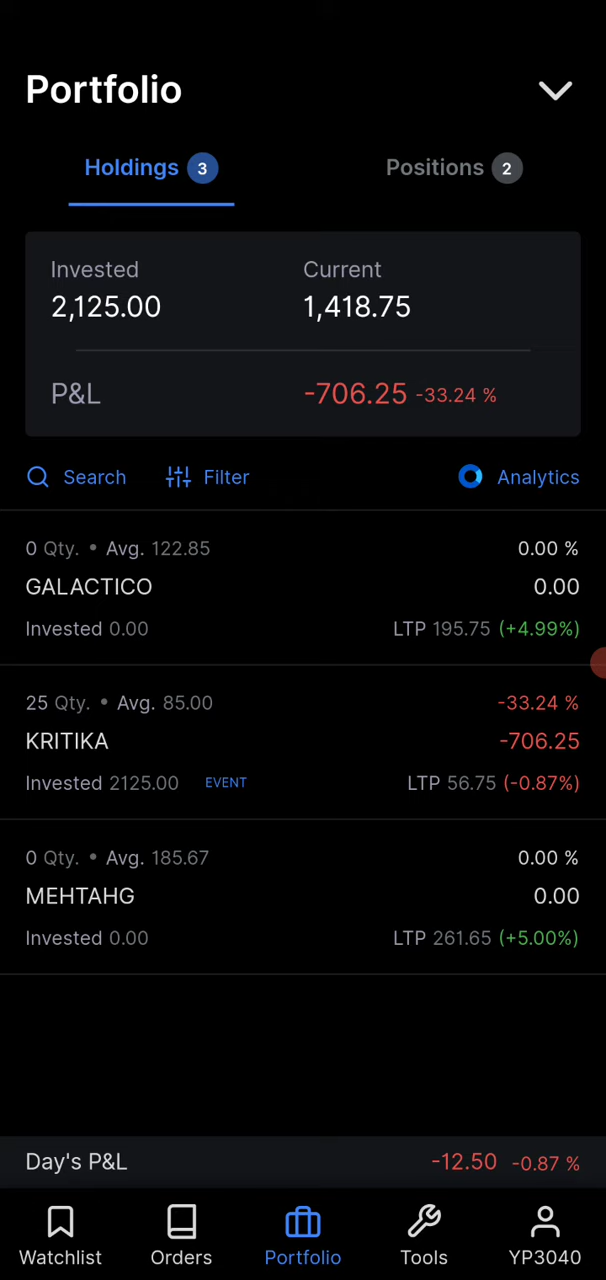 Portfolio
Holdings 3 Positions 2
Invested Current
2,125.00 1,418.75
P&L -706.25 -33.24 %
Search Filter Analytics
0 Qty. • Avg. 122.85 0.00 %
GALACTICO 0.00
Invested 0.00 LTP 195.75 (+4.99%)
25 Qty. • Avg. 85.00 -33.24 %
KRITIKA -706.25
Invested 2125.00 EVENT LTP 56.75 (-0.87%)
0 Qty. • Avg. 185.67 0.00 %
MEHTAHG 0.00
Invested 0.00 LTP 261.65 (+5.00%)
Day's P&L -12.50 -0.87 %
Watchlist Orders Portfolio Tools YP3040